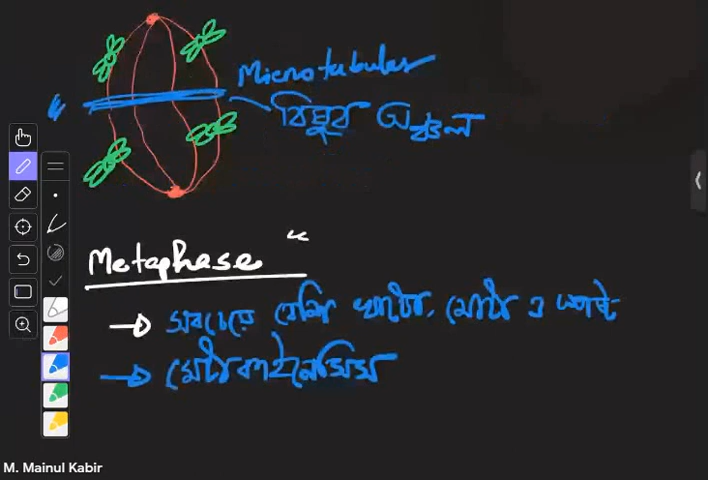 Microtubules
বিষুব অঞ্চল
Metaphase
→ সবচেয়ে বেশি খাটো, মোটা ও স্পষ্ট
→ মেটাকাইনেসিস
M. Mainul Kabir